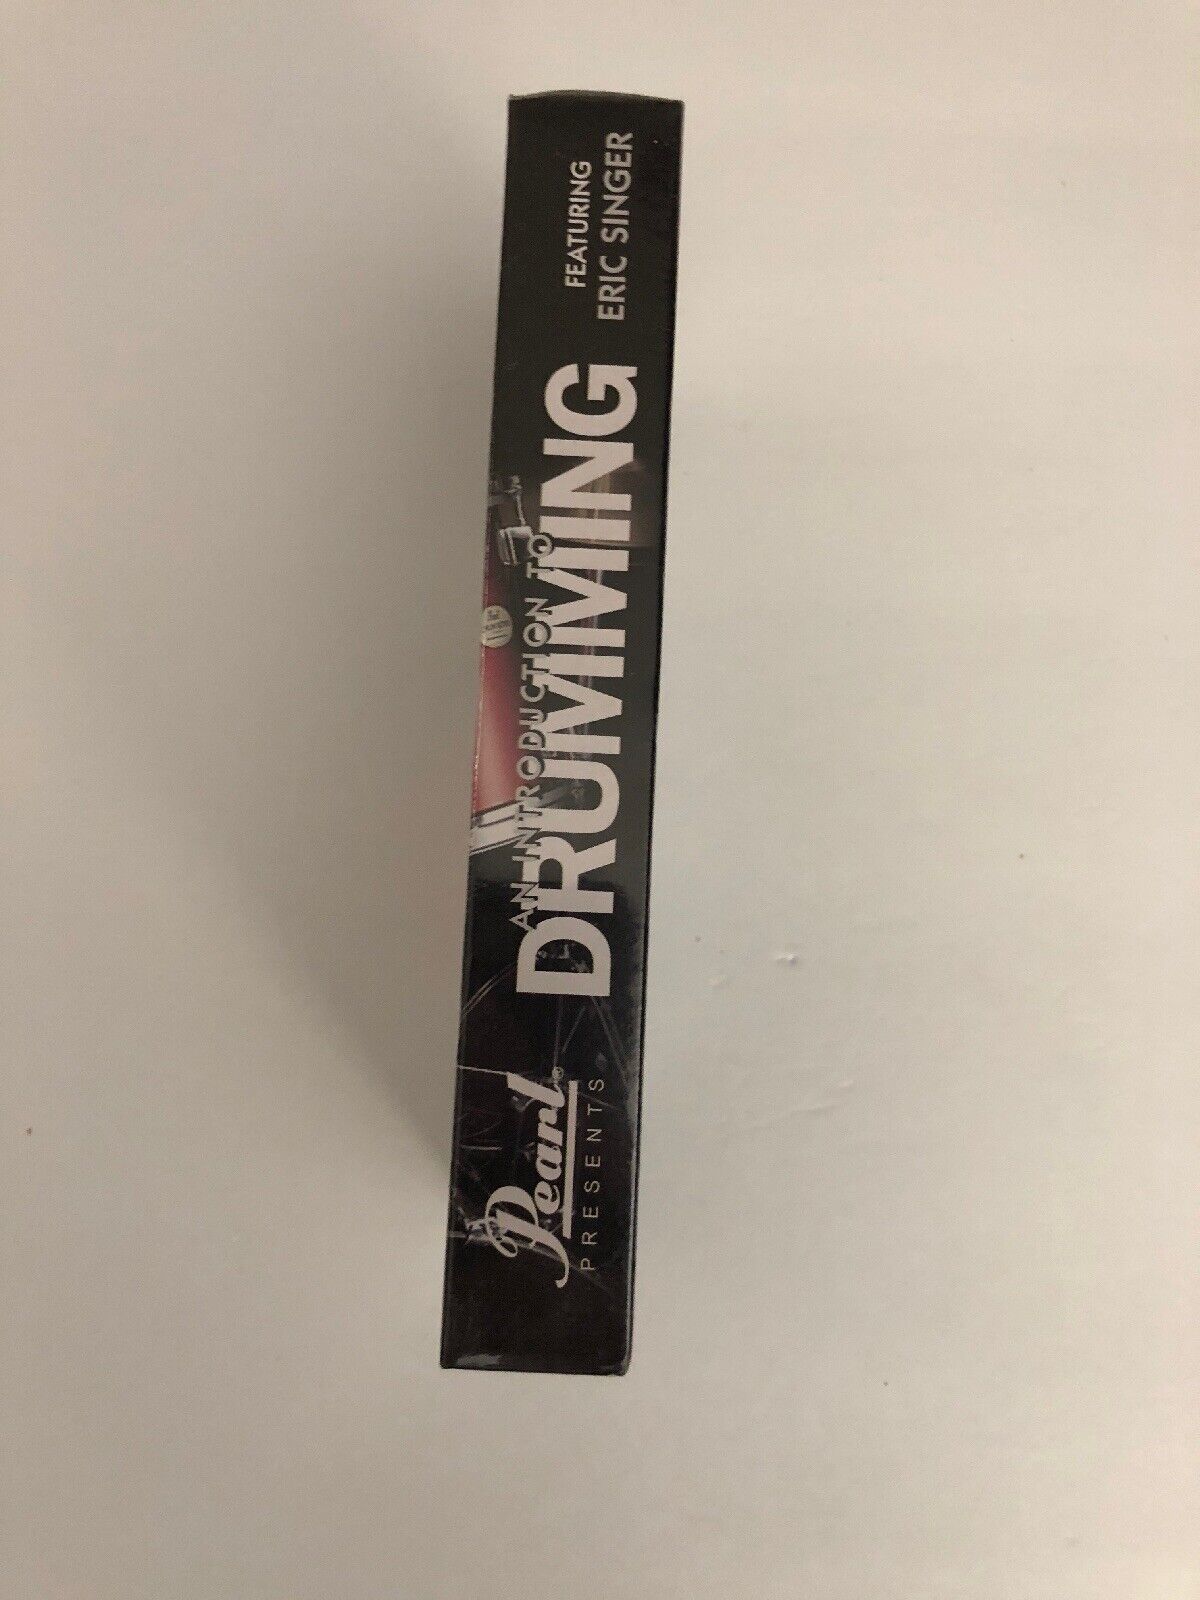 Pearl®
PRESENTS
AN INTRODUCTION TO
DRUMMING
FEATURING
ERIC SINGER